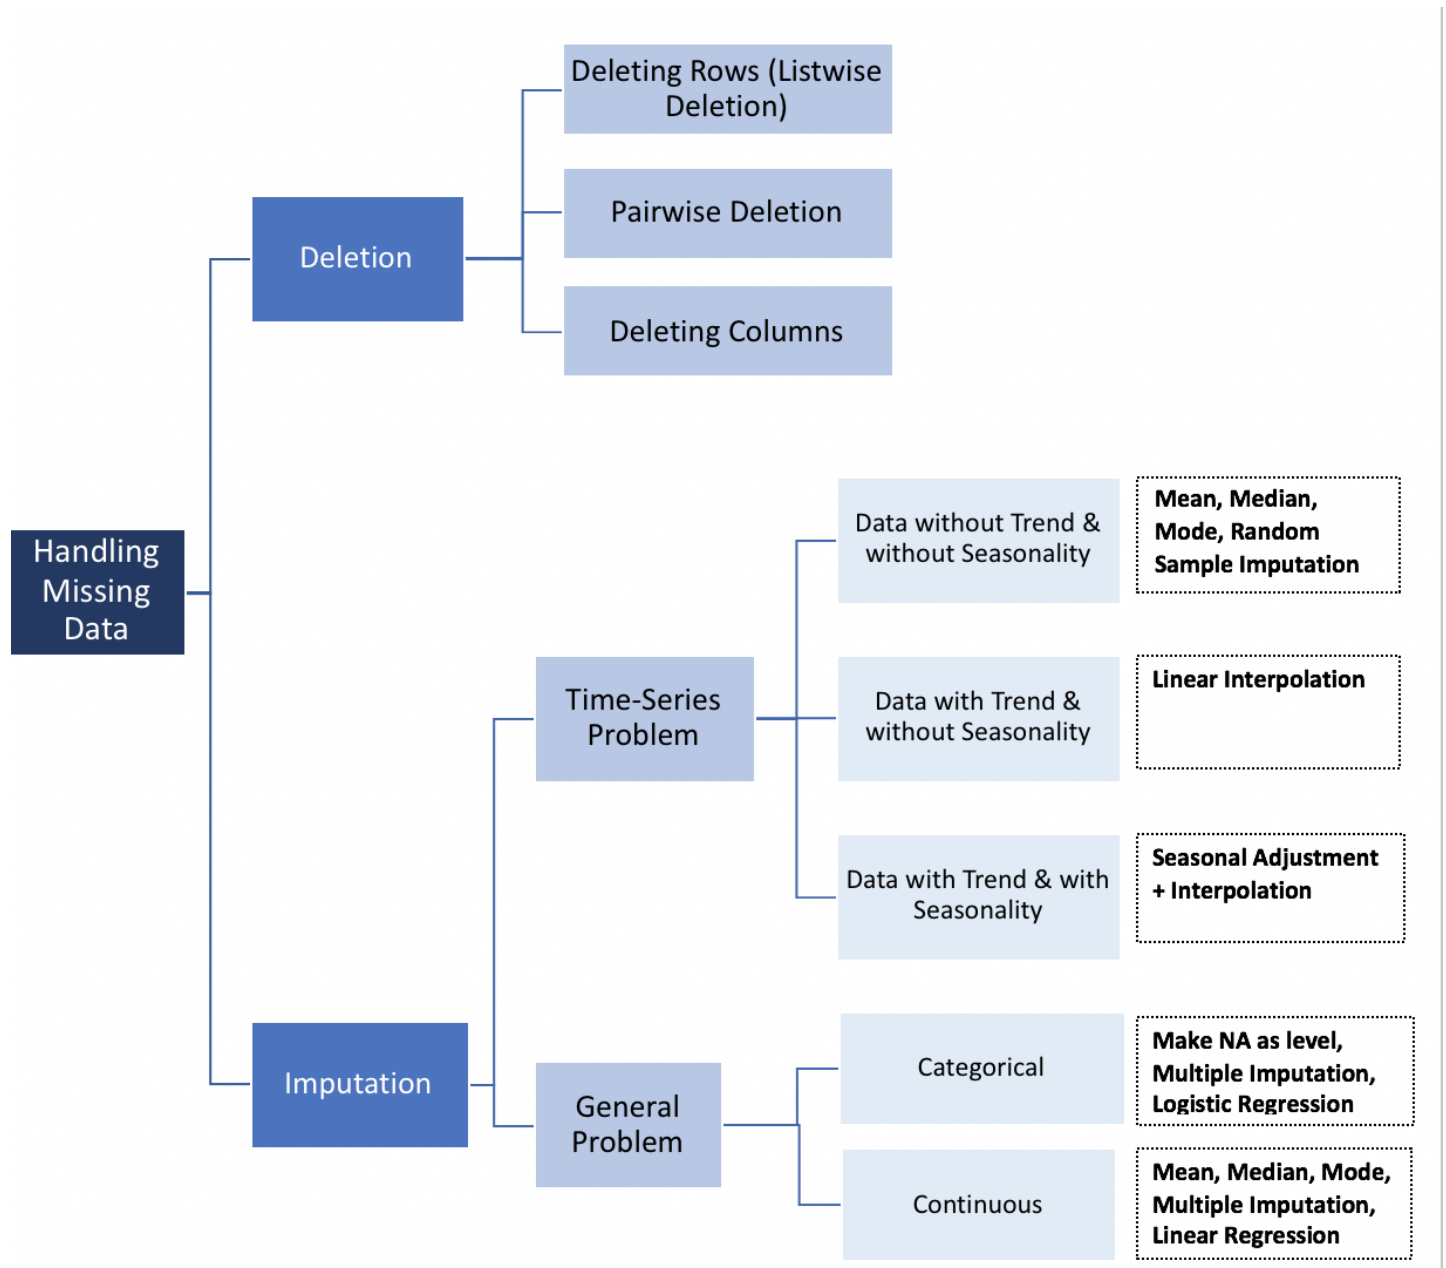 Deleting Rows (Listwise
Deletion)
Pairwise Deletion
Deletion
Deleting Columns
Handling
Missing
Data
Data without Trend &
without Seasonality
Mean, Median,
Mode, Random
Sample Imputation
Time-Series
Problem
Data with Trend &
without Seasonality
Linear Interpolation
Data with Trend & with
Seasonality
Seasonal Adjustment
+ Interpolation
Imputation
General
Problem
Categorical
Make NA as level,
Multiple Imputation,
Logistic Regression
Continuous
Mean, Median, Mode,
Multiple Imputation,
Linear Regression